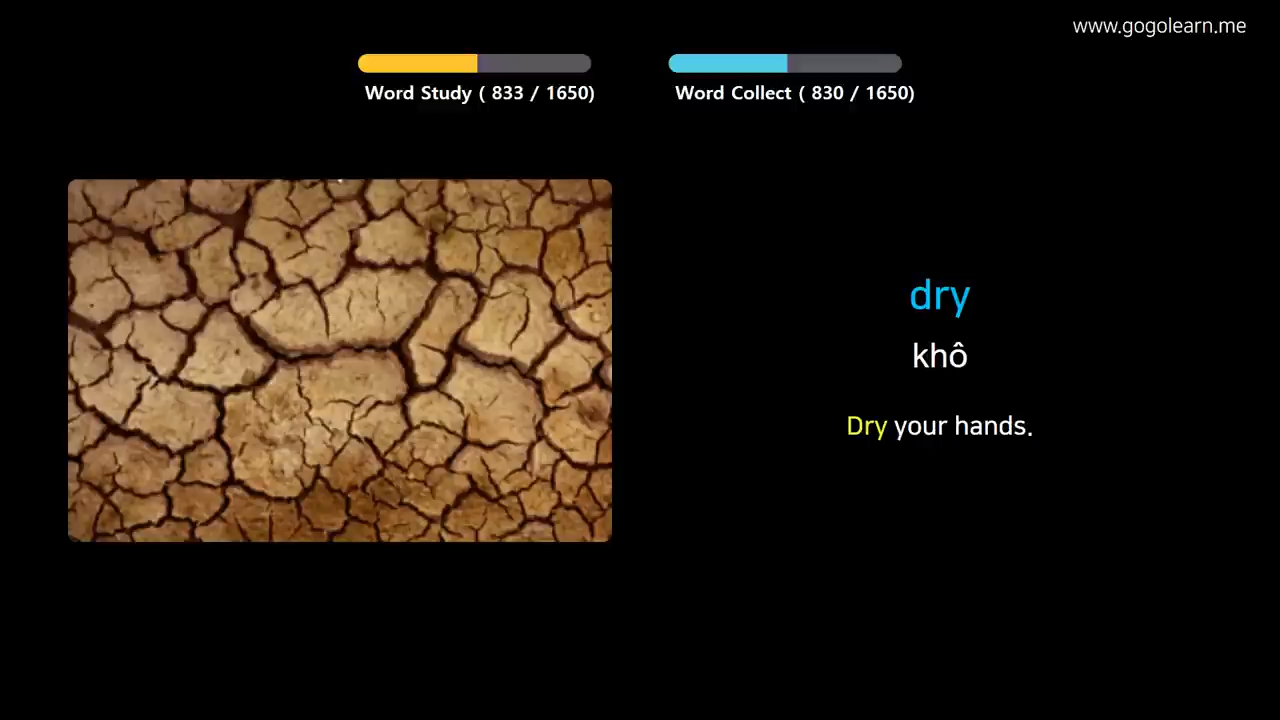 www.gogolearn.me
Word Study ( 833 / 1650)
Word Collect ( 830 / 1650)
dry
khô
Dry your hands.